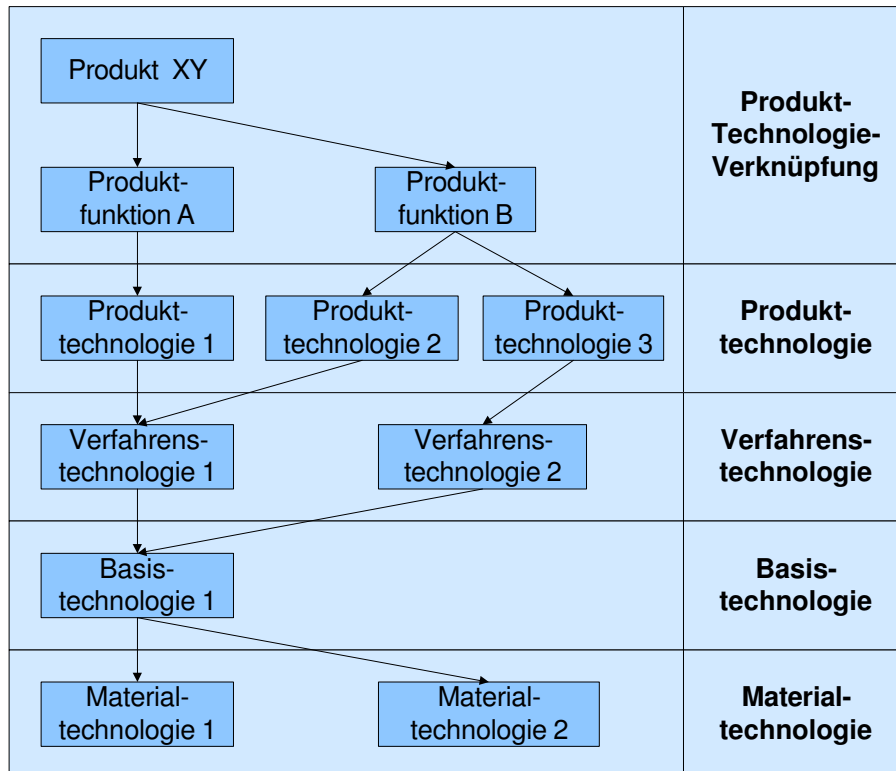 Produkt XY
Produkt-
Technologie-
Verknüpfung
Produkt-
funktion A
Produkt-
funktion B
Produkt-
technologie 1
Produkt-
technologie 2
Produkt-
technologie 3
Produkt-
technologie
Verfahrens-
technologie 1
Verfahrens-
technologie 2
Verfahrens-
technologie
Basis-
technologie 1
Basis-
technologie
Material-
technologie 1
Material-
technologie 2
Material-
technologie